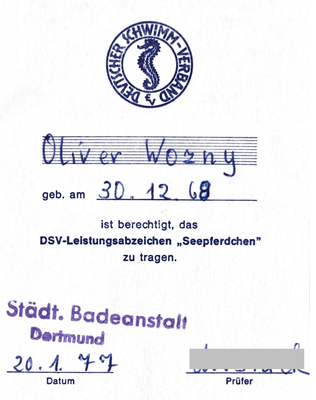 DEUTSCHER SCHWIMM-VERBAND e.V.
Oliver Wozny
geb. am 30.12.68
ist berechtigt, das
DSV-Leistungsabzeichen „Seepferdchen"
zu tragen.
Städt. Badeanstalt
Dortmund
20.1.77
Datum
Prüfer